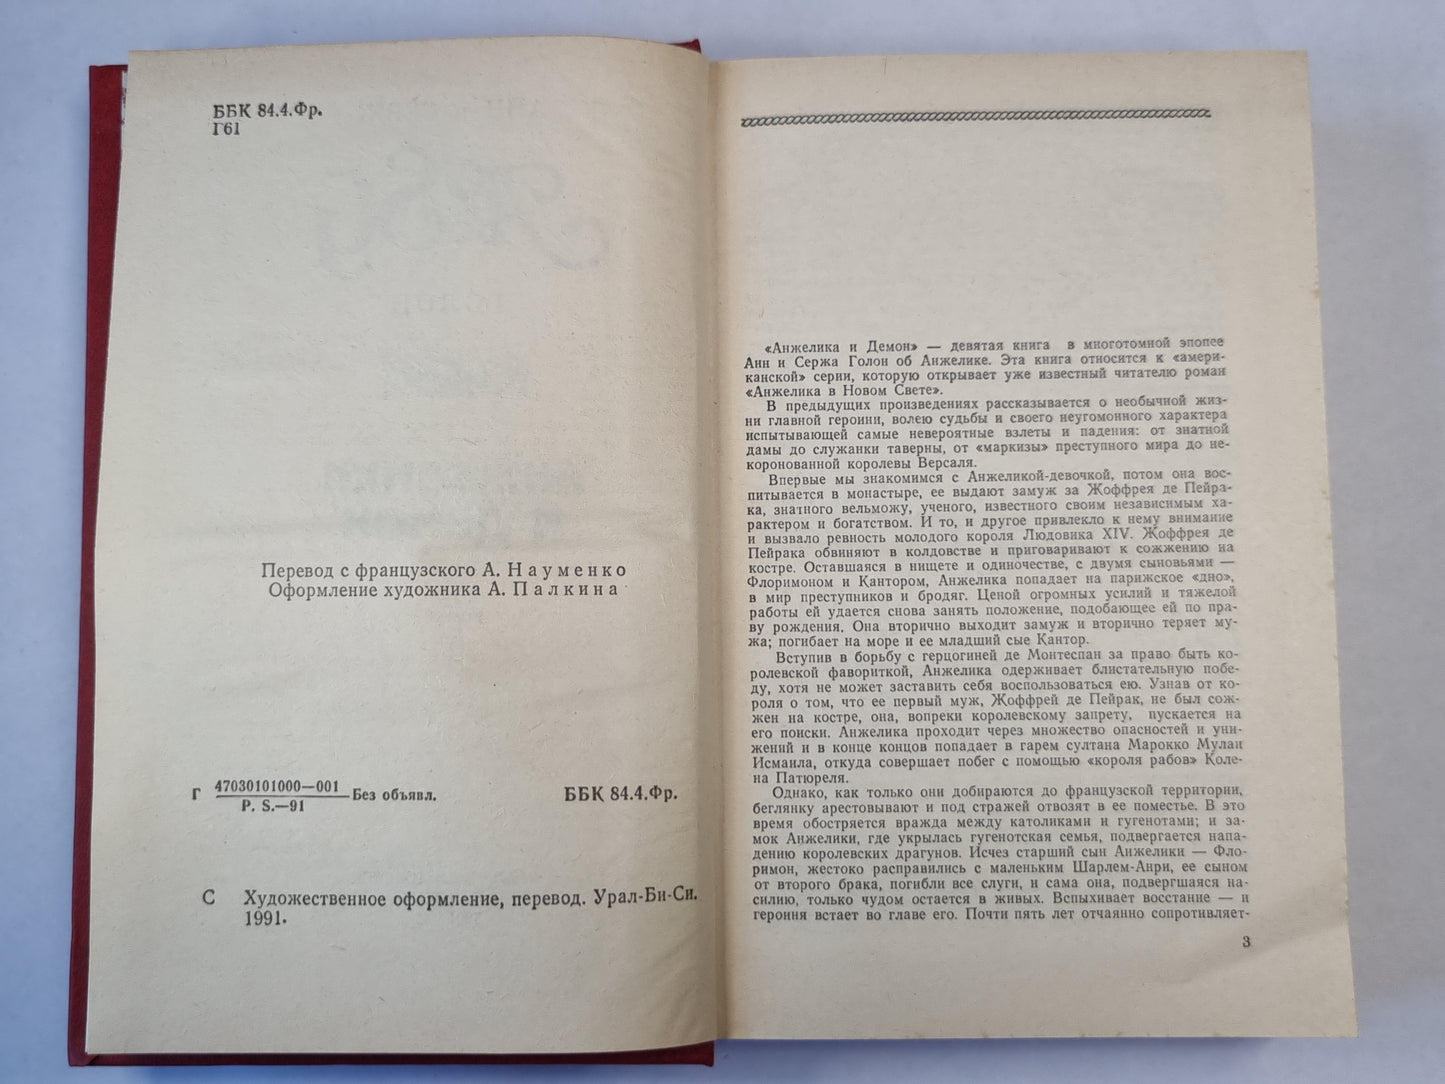 ББК 84.4.Фр.
Г61
Перевод с французского А. Науменко
Оформление художника А. Палкина
Г 47030101000—001 Без объявл.
Р. S.—91
ББК 84.4.Фр.
С Художественное оформление, перевод. Урал-Би-Си.
1991.
«Анжелика и Демон» — девятая книга в многотомной эпопее
Анн и Сержа Голон об Анжелике. Эта книга относится к «амери-
канской» серии, которую открывает уже известный читателю роман
«Анжелика в Новом Свете».
В предыдущих произведениях рассказывается о необычной жиз-
ни главной героини, волею судьбы и своего неугомонного характера
испытывающей самые невероятные взлеты и падения: от знатной
дамы до служанки таверны, от «маркизы» преступного мира до не-
коронованной королевы Версаля.
Впервые мы знакомимся с Анжеликой-девочкой, потом она вос-
питывается в монастыре, ее выдают замуж за Жоффрея де Пейра-
ка, знатного вельможу, ученого, известного своим независимым ха-
рактером и богатством. И то, и другое привлекло к нему внимание
и вызвало ревность молодого короля Людовика XIV. Жоффрея де
Пейрака обвиняют в колдовстве и приговаривают к сожжению на
костре. Оставшаяся в нищете и одиночестве, с двумя сыновьями —
Флоримоном и Кантором, Анжелика попадает на парижское «дно»,
в мир преступников и бродяг. Ценой огромных усилий и тяжелой
работы ей удается снова занять положение, подобающее ей по пра-
ву рождения. Она вторично выходит замуж и вторично теряет му-
жа; погибает на море и ее младший сые Кантор.
Вступив в борьбу с герцогиней де Монтеспан за право быть ко-
ролевской фавориткой, Анжелика одерживает блистательную побе-
ду, хотя не может заставить себя воспользоваться ею. Узнав от ко-
роля о том, что ее первый муж, Жоффрей де Пейрак, не был сож-
жен на костре, она, вопреки королевскому запрету, пускается на
его поиски. Анжелика проходит через множество опасностей и уни-
жений и в конце концов попадает в гарем султана Марокко Мулаи
Исмаила, откуда совершает побег с помощью «короля рабов» Коле-
на Патюреля.
Однако, как только они добираются до французской территории,
беглянку арестовывают и под стражей отвозят в ее поместье. В это
время обостряется вражда между католиками и гугенотами; и за-
мок Анжелики, где укрылась гугенотская семья, подвергается напа-
дению королевских драгунов. Исчез старший сын Анжелики — Фло-
римон, жестоко расправились с маленьким Шарлем-Анри, ее сыном
от второго брака, погибли все слуги, и сама она, подвергшаяся на-
силию, только чудом остается в живых. Вспыхивает восстание — и
героиня встает во главе его. Почти пять лет отчаянно сопротивляет-
3